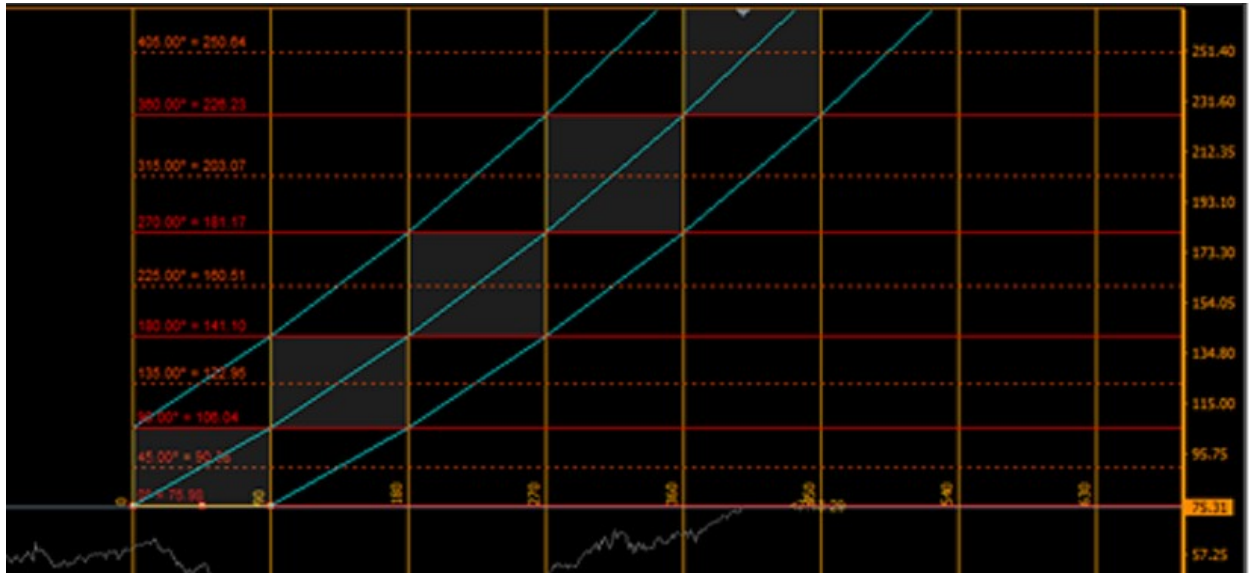 405.00° = 250.64
251.40
360.00° = 226.23
231.60
212.35
315.00° = 203.07
193.10
270.00° = 181.17
173.30
225.00° = 160.51
154.05
180.00° = 141.10
134.80
135.00° = 122.95
115.00
90.00° = 106.04
95.75
45.00° = 90.38
= 75.98
0
90
180
270
360
540
630
75.31
57.25